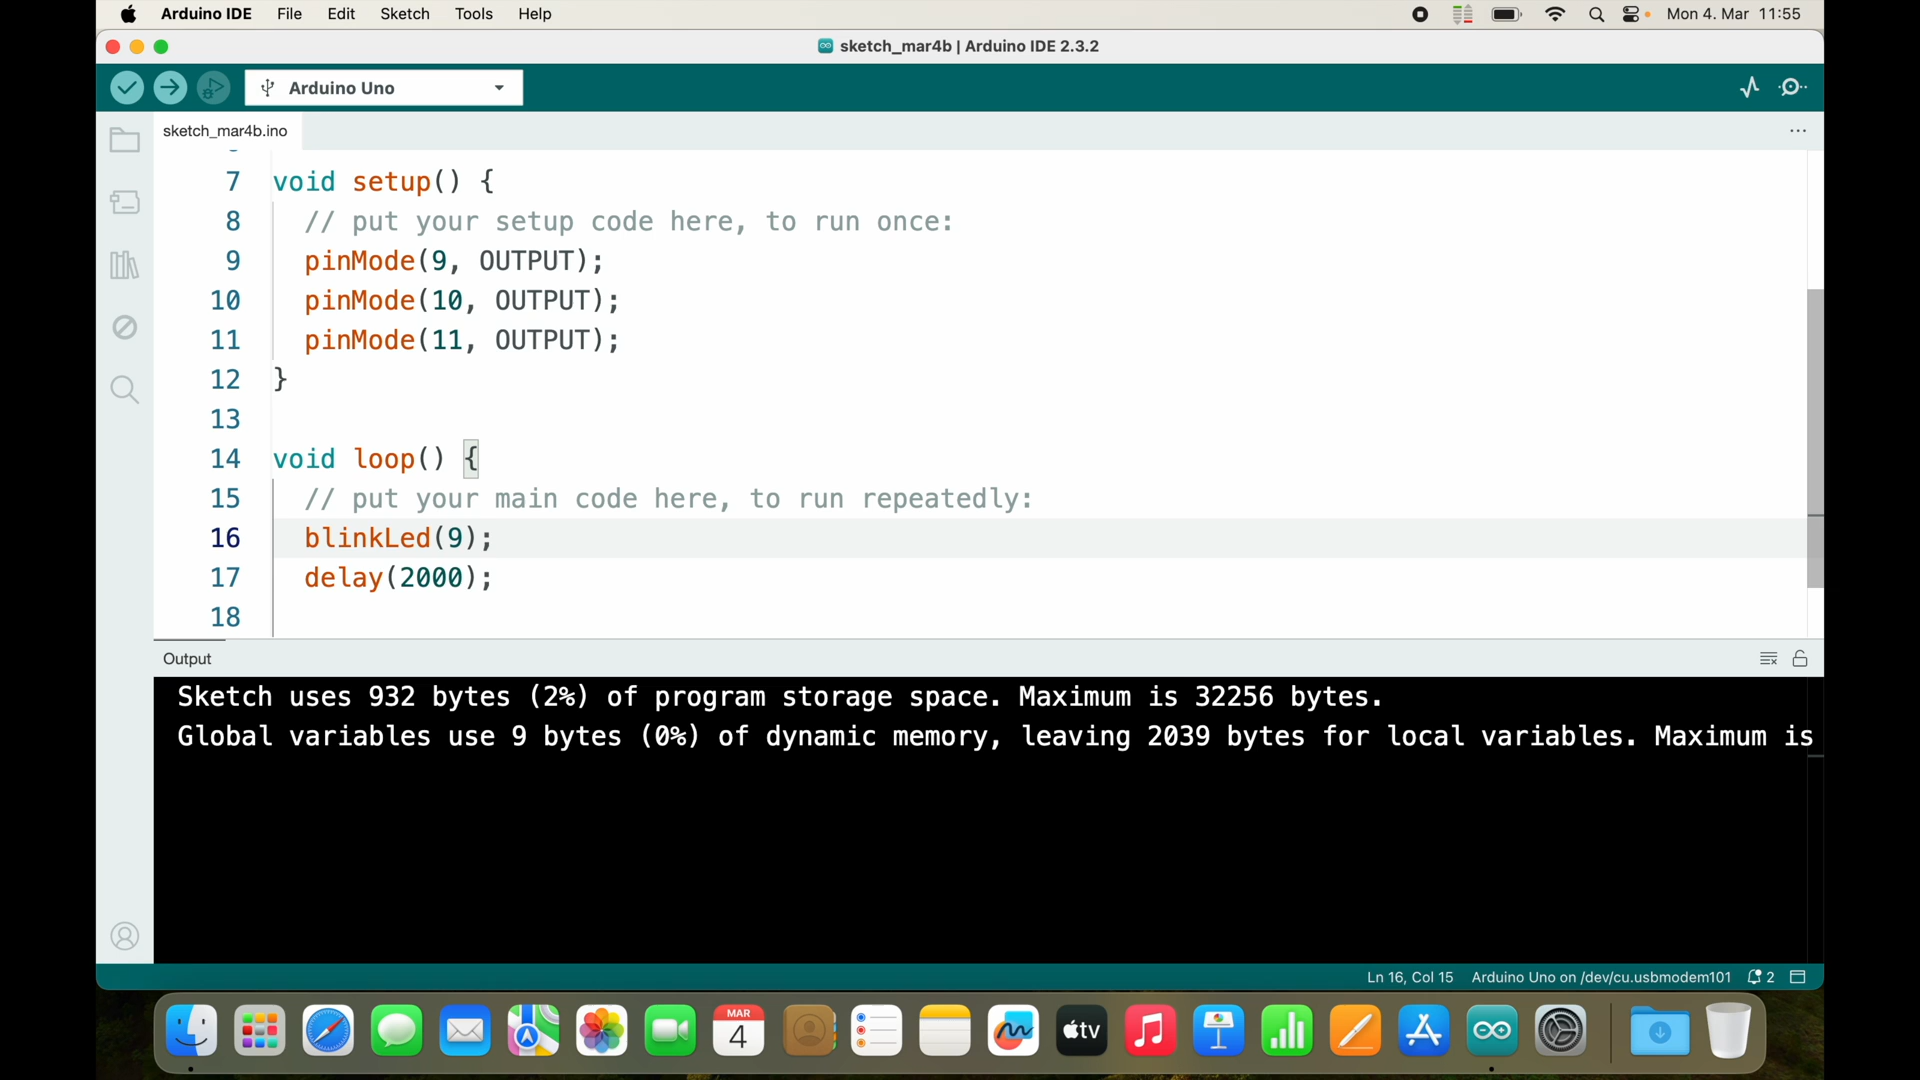 Arduino IDE File Edit Sketch Tools Help Mon 4. Mar 11:55
sketch_mar4b | Arduino IDE 2.3.2
Arduino Uno
sketch_mar4b.ino
7 void setup() {
8 // put your setup code here, to run once:
9 pinMode(9, OUTPUT);
10 pinMode(10, OUTPUT);
11 pinMode(11, OUTPUT);
12 }
13
14 void loop() {
15 // put your main code here, to run repeatedly:
16 blinkLed(9);
17 delay(2000);
18
Output
Sketch uses 932 bytes (2%) of program storage space. Maximum is 32256 bytes.
Global variables use 9 bytes (0%) of dynamic memory, leaving 2039 bytes for local variables. Maximum is
Ln 16, Col 15 Arduino Uno on /dev/cu.usbmodem101 2
MAR
4
tv